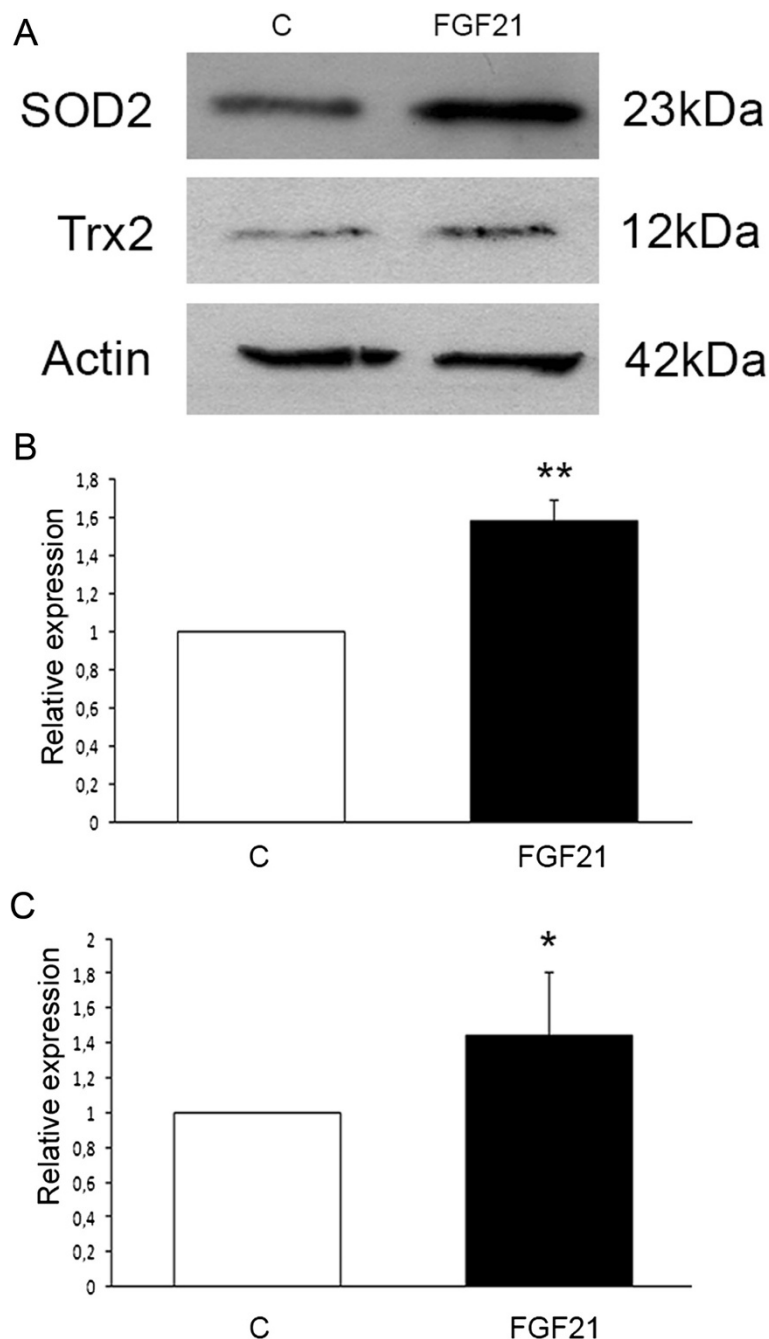 A
C FGF21
SOD2 23kDa
Trx2 12kDa
Actin 42kDa
B
Relative expression
1,8
1,6
1,4
1,2
1
0,8
0,6
0,4
0,2
0
**
C FGF21
C
Relative expression
2
1,8
1,6
1,4
1,2
1
0,8
0,6
0,4
0,2
0
*
C FGF21